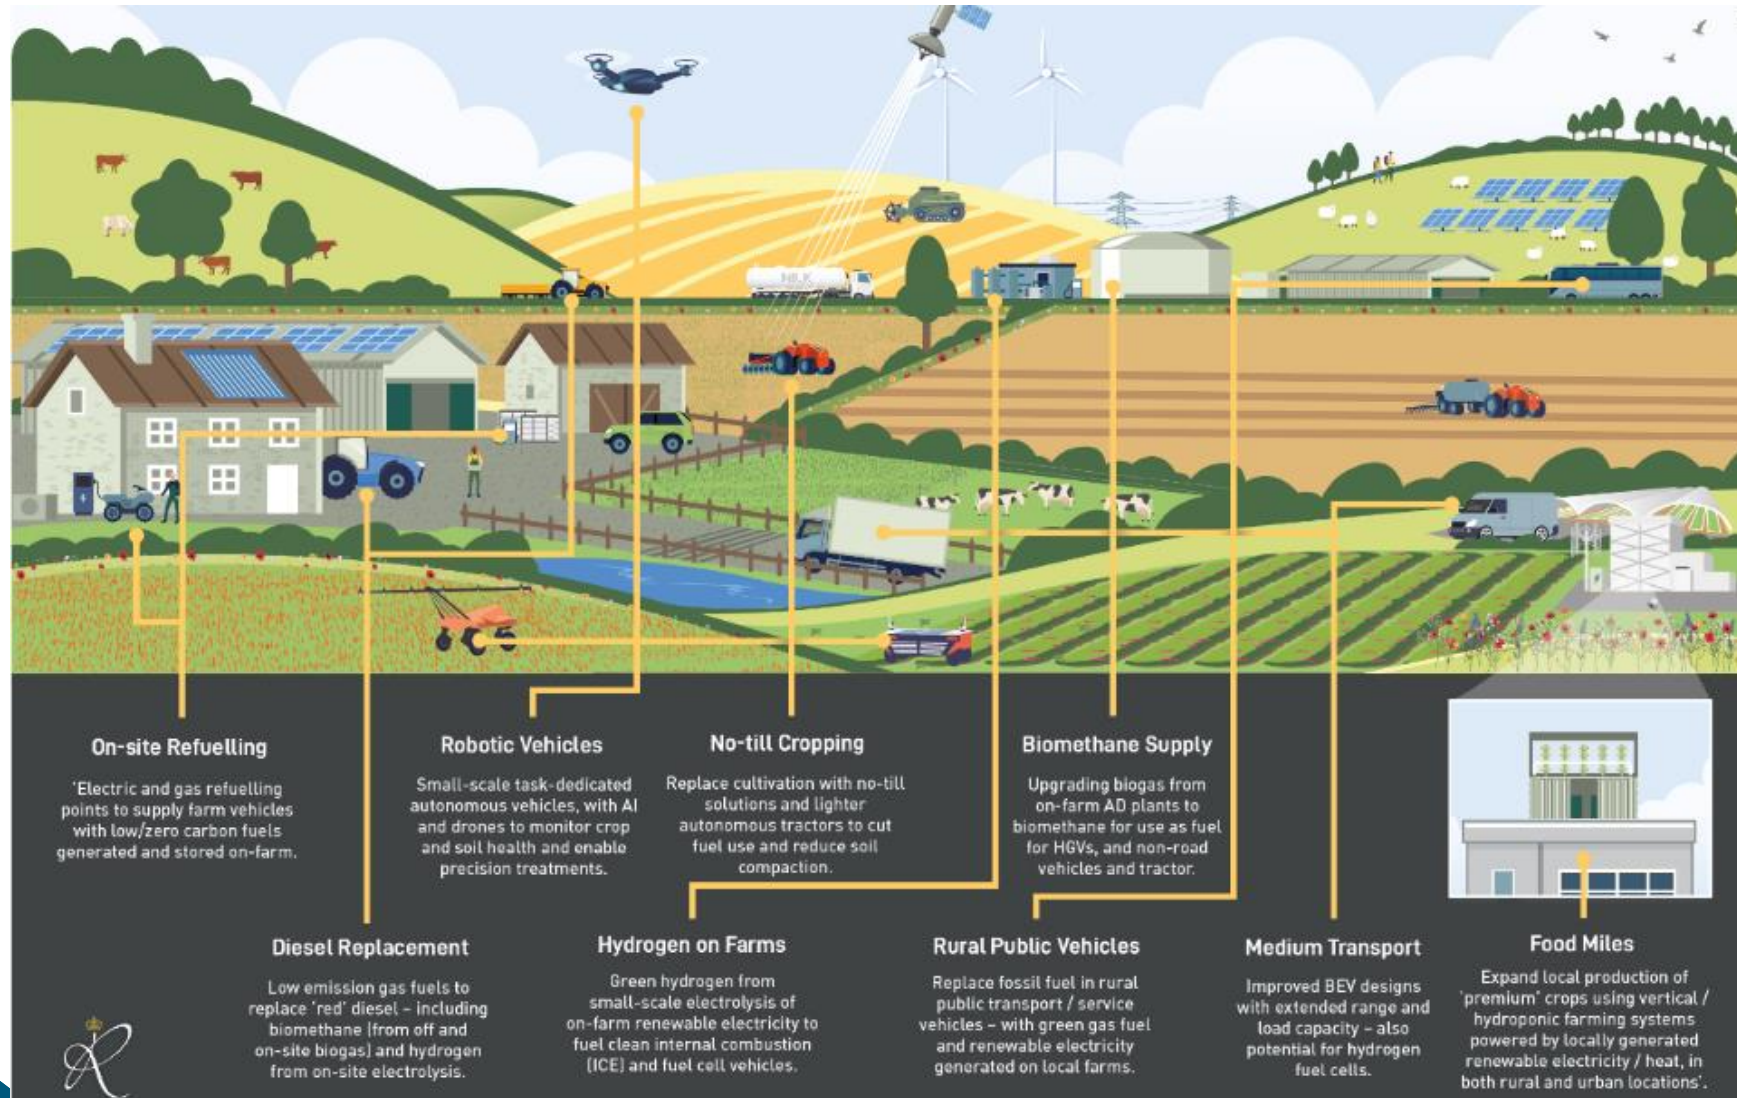 MILK
On-site Refuelling
'Electric and gas refuelling
points to supply farm vehicles
with low/zero carbon fuels
generated and stored on-farm.
Robotic Vehicles
Small-scale task-dedicated
autonomous vehicles, with AI
and drones to monitor crop
and soil health and enable
precision treatments.
No-till Cropping
Replace cultivation with no-till
solutions and lighter
autonomous tractors to cut
fuel use and reduce soil
compaction.
Biomethane Supply
Upgrading biogas from
on-farm AD plants to
biomethane for use as fuel
for HGVs, and non-road
vehicles and tractor.
Diesel Replacement
Low emission gas fuels to
replace 'red' diesel – including
biomethane (from off and
on-site biogas) and hydrogen
from on-site electrolysis.
Hydrogen on Farms
Green hydrogen from
small-scale electrolysis of
on-farm renewable electricity to
fuel clean internal combustion
(ICE) and fuel cell vehicles.
Rural Public Vehicles
Replace fossil fuel in rural
public transport / service
vehicles – with green gas fuel
and renewable electricity
generated on local farms.
Medium Transport
Improved BEV designs
with extended range and
load capacity – also
potential for hydrogen
fuel cells.
Food Miles
Expand local production of
'premium' crops using vertical /
hydroponic farming systems
powered by locally generated
renewable electricity / heat, in
both rural and urban locations'.
R